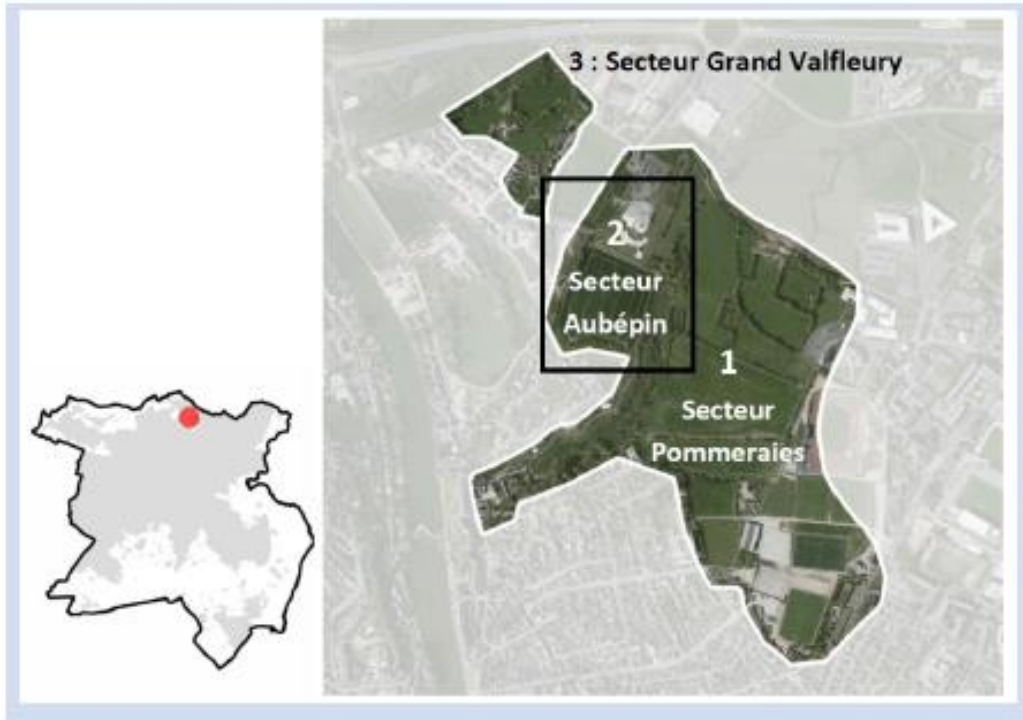 3 : Secteur Grand Valfleury
2
Secteur
Aubépin
1
Secteur
Pommeraies